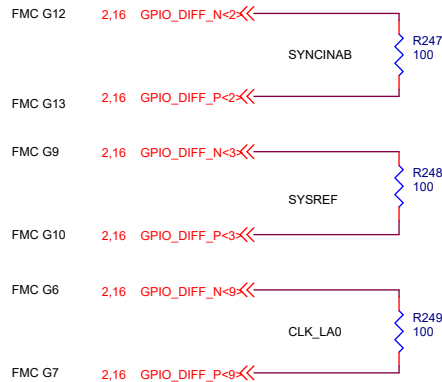 FMC G12 2,16 GPIO_DIFF_N<2>
R247
100
SYNCINAB
FMC G13 2,16 GPIO_DIFF_P<2>
FMC G9 2,16 GPIO_DIFF_N<3>
R248
100
SYSREF
FMC G10 2,16 GPIO_DIFF_P<3>
FMC G6 2,16 GPIO_DIFF_N<9>
R249
100
CLK_LA0
FMC G7 2,16 GPIO_DIFF_P<9>